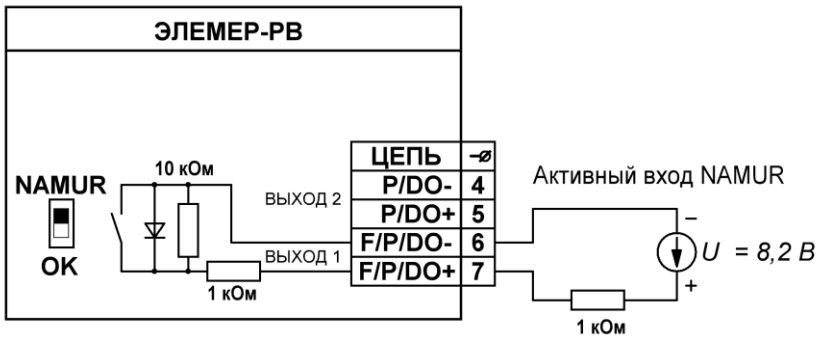 ЭЛЕМЕР-РВ
ЦЕПЬ
10 кОм
NAMUR
ВЫХОД 2
P/DO- 4
P/DO+ 5
F/P/DO- 6
ВЫХОД 1
F/P/DO+ 7
OK
1 кОм
Активный вход NAMUR
−
U = 8,2 В
+
1 кОм